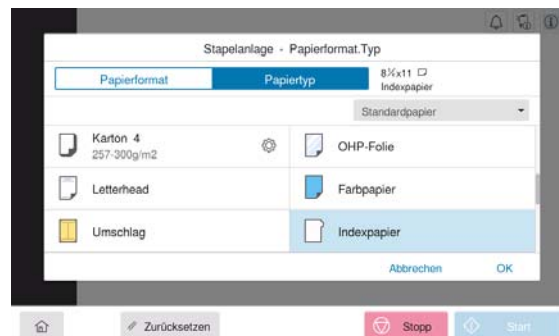 Stapelanlage - Papierformat.Typ
Papierformat
Papiertyp
8½x11
Indexpapier
Standardpapier
Karton 4
257-300g/m2
OHP-Folie
Letterhead
Farbpapier
Umschlag
Indexpapier
Abbrechen
OK
Zurücksetzen
Stopp
Start